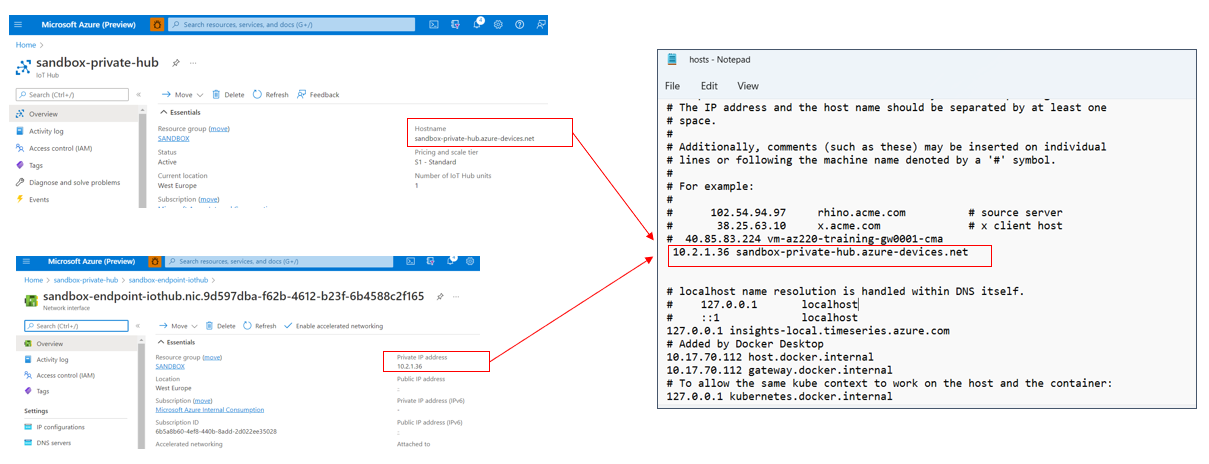 Microsoft Azure (Preview)
Search resources, services, and docs (G+/)
4
Home >
sandbox-private-hub
IoT Hub
Search (Ctrl+/)
Move
Delete
Refresh
Feedback
Overview
Activity log
Access control (IAM)
Tags
Diagnose and solve problems
Events
Essentials
Resource group (move)
SANDBOX
Status
Active
Current location
West Europe
Subscription (move)
Hostname
sandbox-private-hub.azure-devices.net
Pricing and scale tier
S1 - Standard
Number of IoT Hub units
1
Microsoft Azure (Preview)
Search resources, services, and docs (G+/)
Home > sandbox-private-hub > sandbox-endpoint-iothub >
sandbox-endpoint-iothub.nic.9d597dba-f62b-4612-b23f-6b4588c2f165
Network interface
Search (Ctrl+/)
Move
Delete
Refresh
Enable accelerated networking
Overview
Activity log
Access control (IAM)
Tags
Settings
IP configurations
DNS servers
Essentials
Resource group (move)
SANDBOX
Location
West Europe
Subscription (move)
Microsoft Azure Internal Consumption
Subscription ID
6b5a8b60-4ef8-440b-8add-2d022ee35028
Accelerated networking
Private IP address
10.2.1.36
Public IP address
Private IP address (IPv6)
-
Public IP address (IPv6)
Attached to
hosts - Notepad
File Edit View
# The IP address and the host name should be separated by at least one
# space.
#
# Additionally, comments (such as these) may be inserted on individual
# lines or following the machine name denoted by a '#' symbol.
#
# For example:
#
# 102.54.94.97 rhino.acme.com # source server
# 38.25.63.10 x.acme.com # x client host
# 40.85.83.224 vm-az220-training-gw0001-cma
10.2.1.36 sandbox-private-hub.azure-devices.net
# localhost name resolution is handled within DNS itself.
# 127.0.0.1 localhost
# ::1 localhost
127.0.0.1 insights-local.timeseries.azure.com
# Added by Docker Desktop
10.17.70.112 host.docker.internal
10.17.70.112 gateway.docker.internal
# To allow the same kube context to work on the host and the container:
127.0.0.1 kubernetes.docker.internal